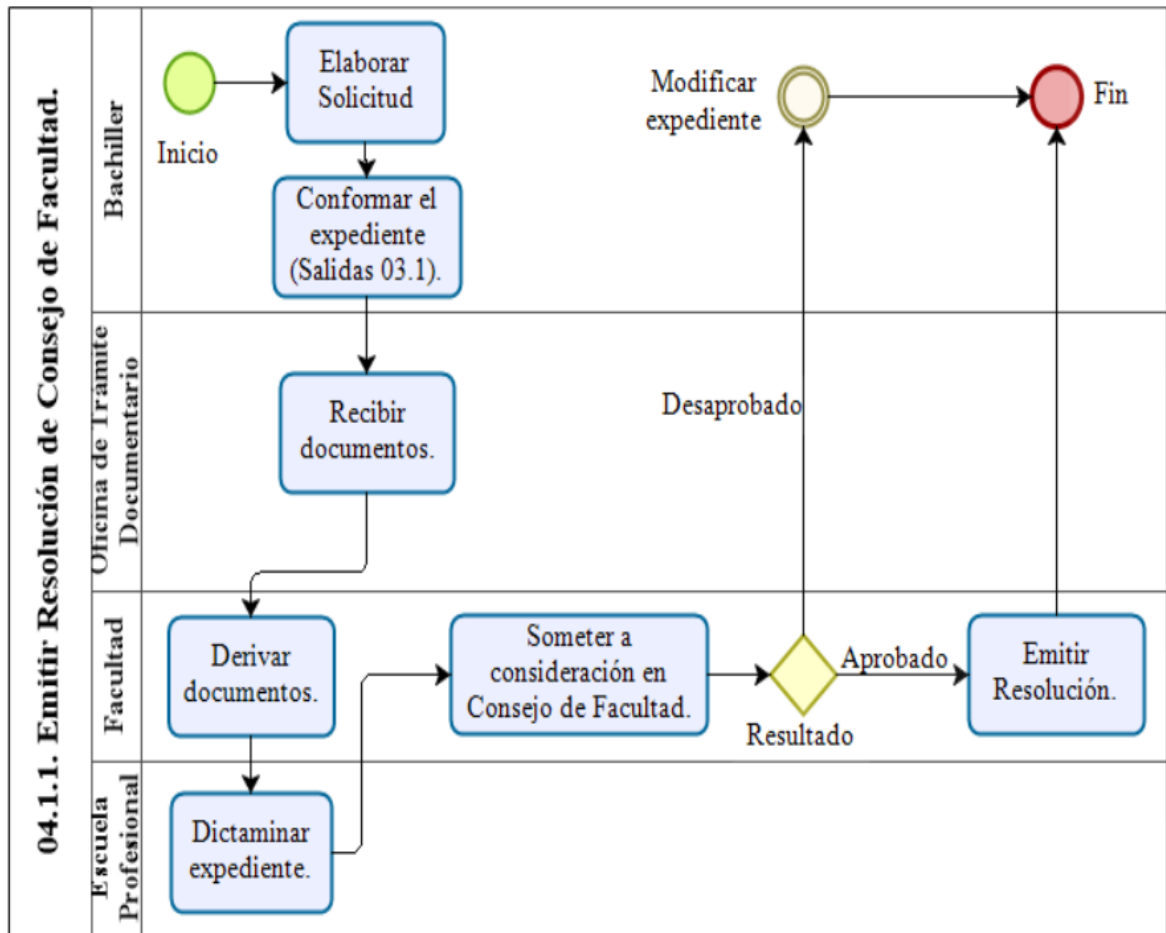 04.1.1. Emitir Resolución de Consejo de Facultad.
Bachiller
Inicio
Elaborar
Solicitud
Conformar el
expediente
(Salidas 03.1).
Modificar
expediente
Fin
Oficina de Trámite
Documentario
Recibir
documentos.
Desaprobado
Facultad
Derivar
documentos.
Someter a
consideración en
Consejo de Facultad.
Resultado
Aprobado
Emitir
Resolución.
Escuela
Profesional
Dictaminar
expediente.